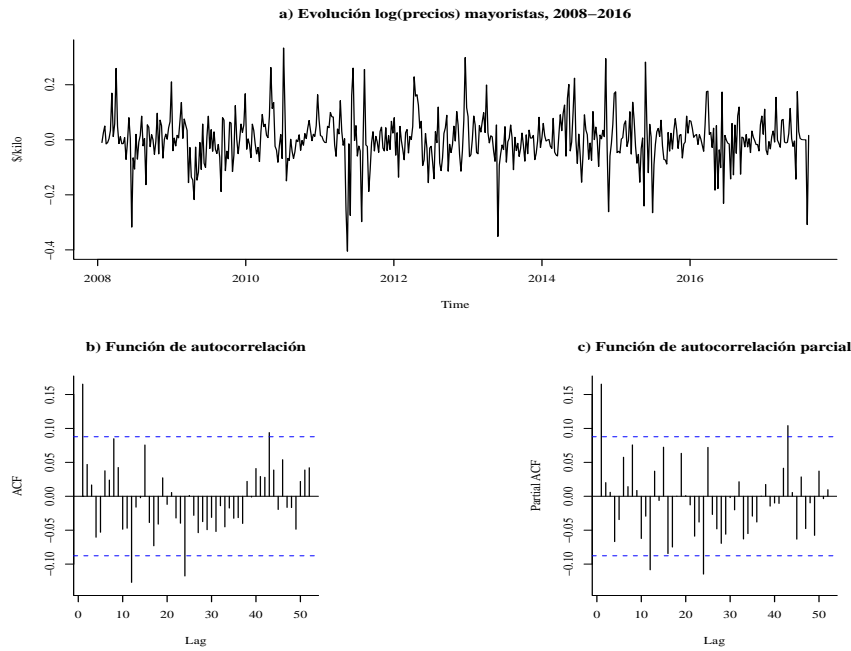 a) Evolución log(precios) mayoristas, 2008−2016
$/kilo
0.2
0.0
−0.2
−0.4
2008 2010 2012 2014 2016
Time
b) Función de autocorrelación
ACF
0.15
0.10
0.05
0.00
−0.05
−0.10
0 10 20 30 40 50
Lag
c) Función de autocorrelación parcial
Partial ACF
0.15
0.10
0.05
0.00
−0.05
−0.10
0 10 20 30 40 50
Lag